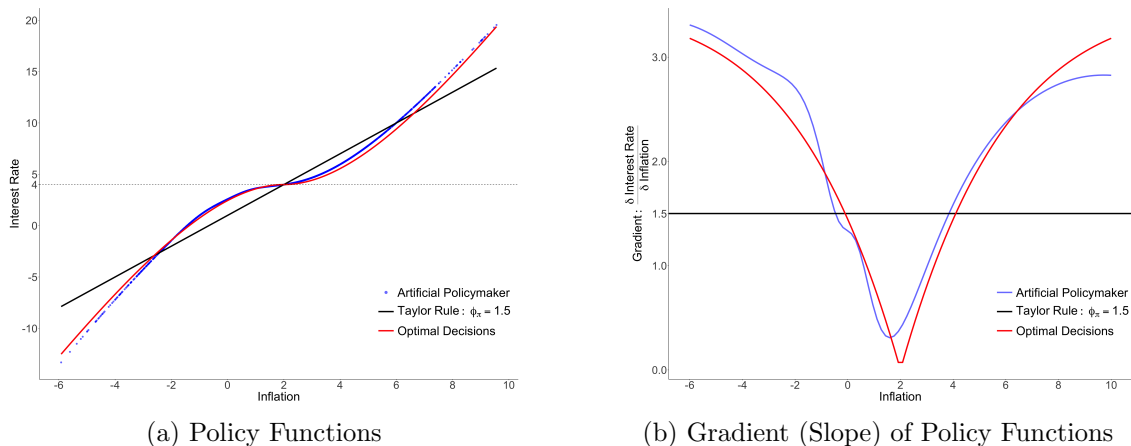 20
15
10
5
4
0
-5
-10
Interest Rate
-6
-4
-2
0
2
4
6
8
10
Inflation
Artificial Policymaker
Taylor Rule : ϕπ = 1.5
Optimal Decisions
(a) Policy Functions
3.0
2.0
1.5
1.0
0.0
Gradient : δ Interest Rate / δ Inflation
-6
-4
-2
0
2
4
6
8
10
Inflation
Artificial Policymaker
Taylor Rule : ϕπ = 1.5
Optimal Decisions
(b) Gradient (Slope) of Policy Functions